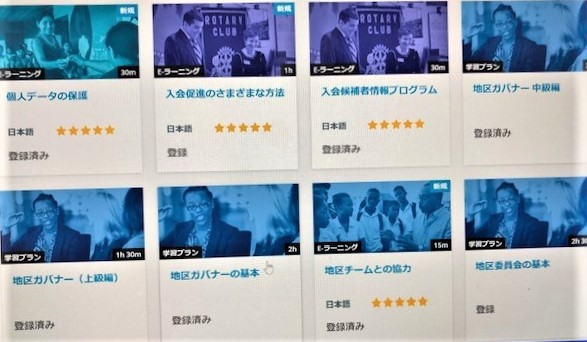 新規
E-ラーニング 30m
個人データの保護
日本語
登録済み
新規
ROTARY
CLUB
E-ラーニング 1h
入会促進のさまざまな方法
日本語
登録
ROTARY
CLUB
E-ラーニング 30m
入会候補者情報プログラム
日本語
登録済み
学習プラン
地区ガバナー 中級編
登録済み
学習プラン 1h 30m
地区ガバナー（上級編）
登録済み
学習プラン 2h
地区ガバナーの基本
登録済み
新規
E-ラーニング 15m
地区チームとの協力
日本語
登録済み
学習プラン 2h 30
地区委員会の基本
登録